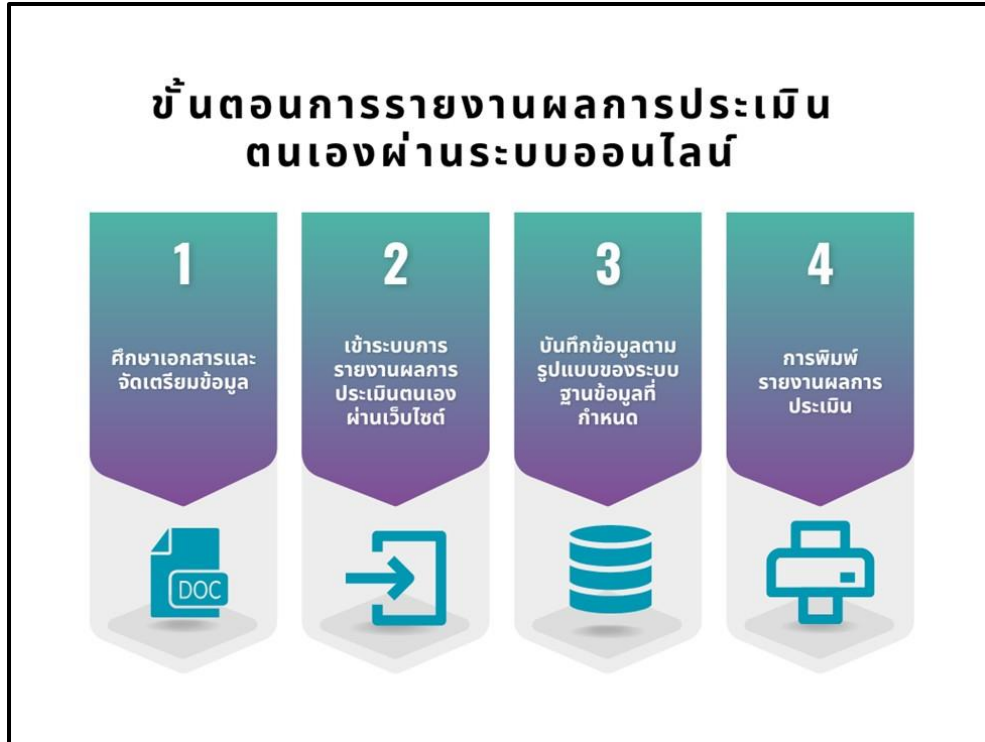 ขั้นตอนการรายงานผลการประเมิน
ตนเองผ่านระบบออนไลน์
1
ศึกษาเอกสารและ
จัดเตรียมข้อมูล
DOC
2
เข้าระบบการ
รายงานผลการ
ประเมินตนเอง
ผ่านเว็บไซต์
3
บันทึกข้อมูลตาม
รูปแบบของระบบ
ฐานข้อมูลที่
กำหนด
4
การพิมพ์
รายงานผลการ
ประเมิน